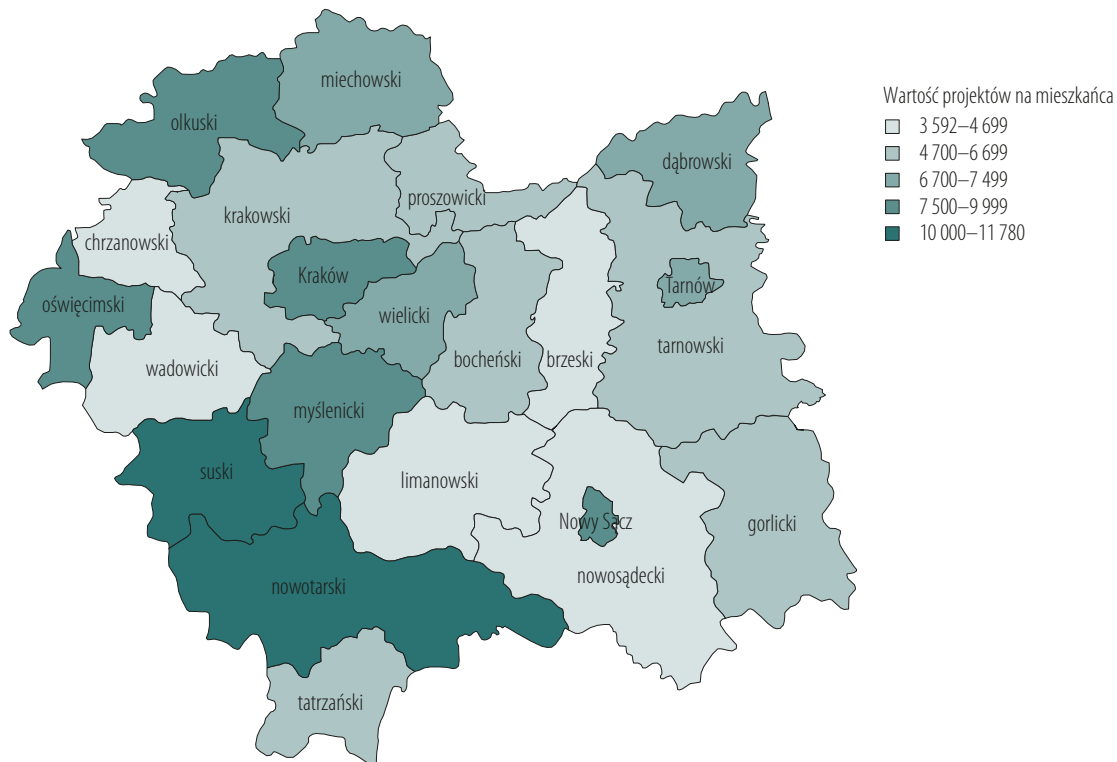 miechowski
olkuski
dąbrowski
proszowicki
krakowski
chrzanowski
Kraków
Tarnów
oświęcimski
wielicki
tarnowski
bocheński
brzeski
wadowicki
myślenicki
suski
limanowski
Nowy Sącz
gorlicki
nowosądecki
nowotarski
tatrzański
Wartość projektów na mieszkańca
3 592–4 699
4 700–6 699
6 700–7 499
7 500–9 999
10 000–11 780